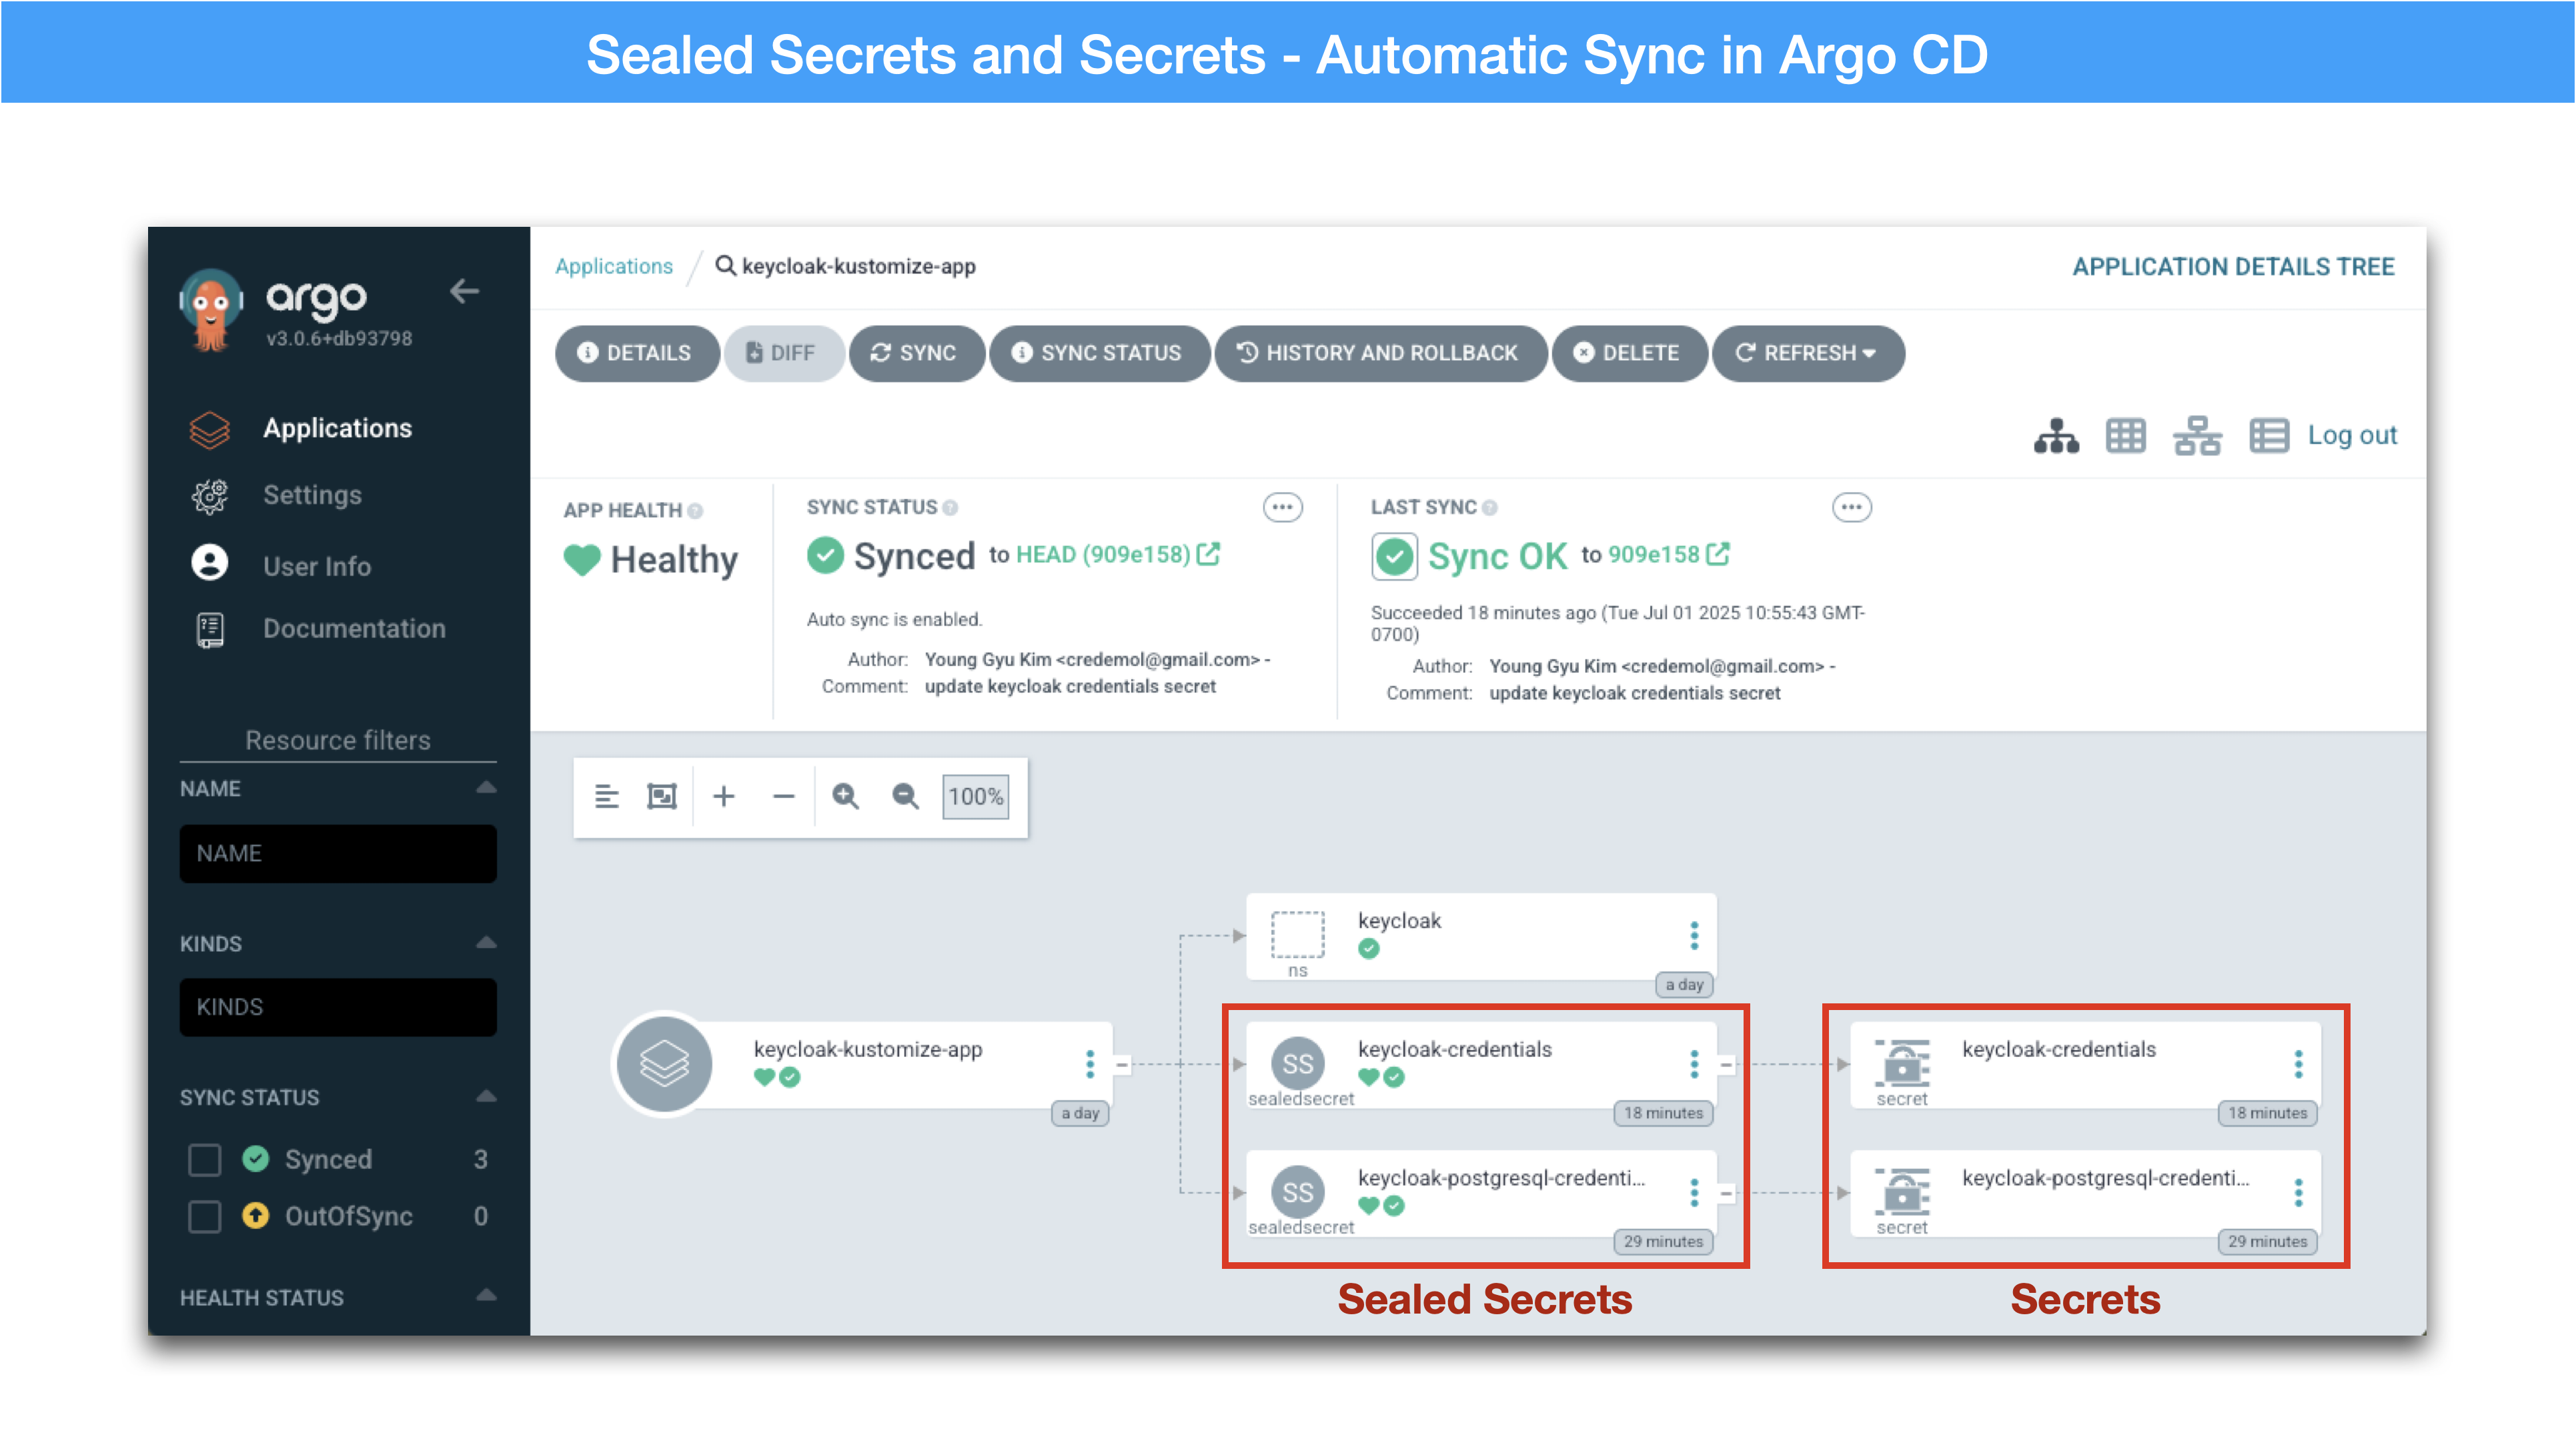 Sealed Secrets and Secrets - Automatic Sync in Argo CD
argo
v3.0.6+db93798
Applications
Settings
User Info
Documentation
Resource filters
NAME
NAME
KINDS
KINDS
SYNC STATUS
Synced 3
OutOfSync 0
HEALTH STATUS
Applications / keycloak-kustomize-app
APPLICATION DETAILS TREE
DETAILS DIFF SYNC SYNC STATUS HISTORY AND ROLLBACK DELETE REFRESH
Log out
APP HEALTH
Healthy
SYNC STATUS
Synced to HEAD (909e158)
Auto sync is enabled.
Author: Young Gyu Kim <credemol@gmail.com> -
Comment: update keycloak credentials secret
LAST SYNC
Sync OK to 909e158
Succeeded 18 minutes ago (Tue Jul 01 2025 10:55:43 GMT-
0700)
Author: Young Gyu Kim <credemol@gmail.com> -
Comment: update keycloak credentials secret
100%
keycloak-kustomize-app
a day
keycloak
ns
a day
SS
keycloak-credentials
sealedsecret
18 minutes
SS
keycloak-postgresql-credenti...
sealedsecret
29 minutes
Sealed Secrets
keycloak-credentials
secret
18 minutes
keycloak-postgresql-credenti...
secret
29 minutes
Secrets